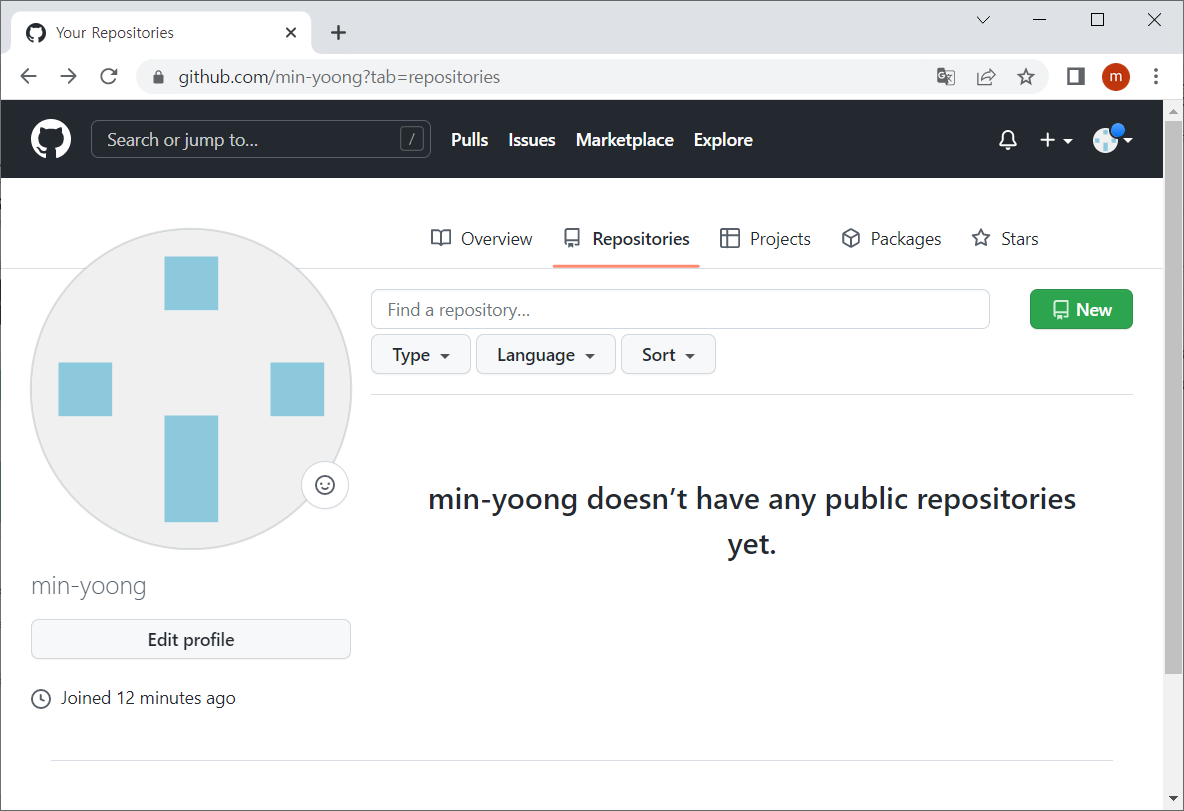 Your Repositories
github.com/min-yoong?tab=repositories
m
Search or jump to...
/
Pulls
Issues
Marketplace
Explore
Overview
Repositories
Projects
Packages
Stars
Find a repository...
New
Type
Language
Sort
min-yoong doesn’t have any public repositories
yet.
min-yoong
Edit profile
Joined 12 minutes ago